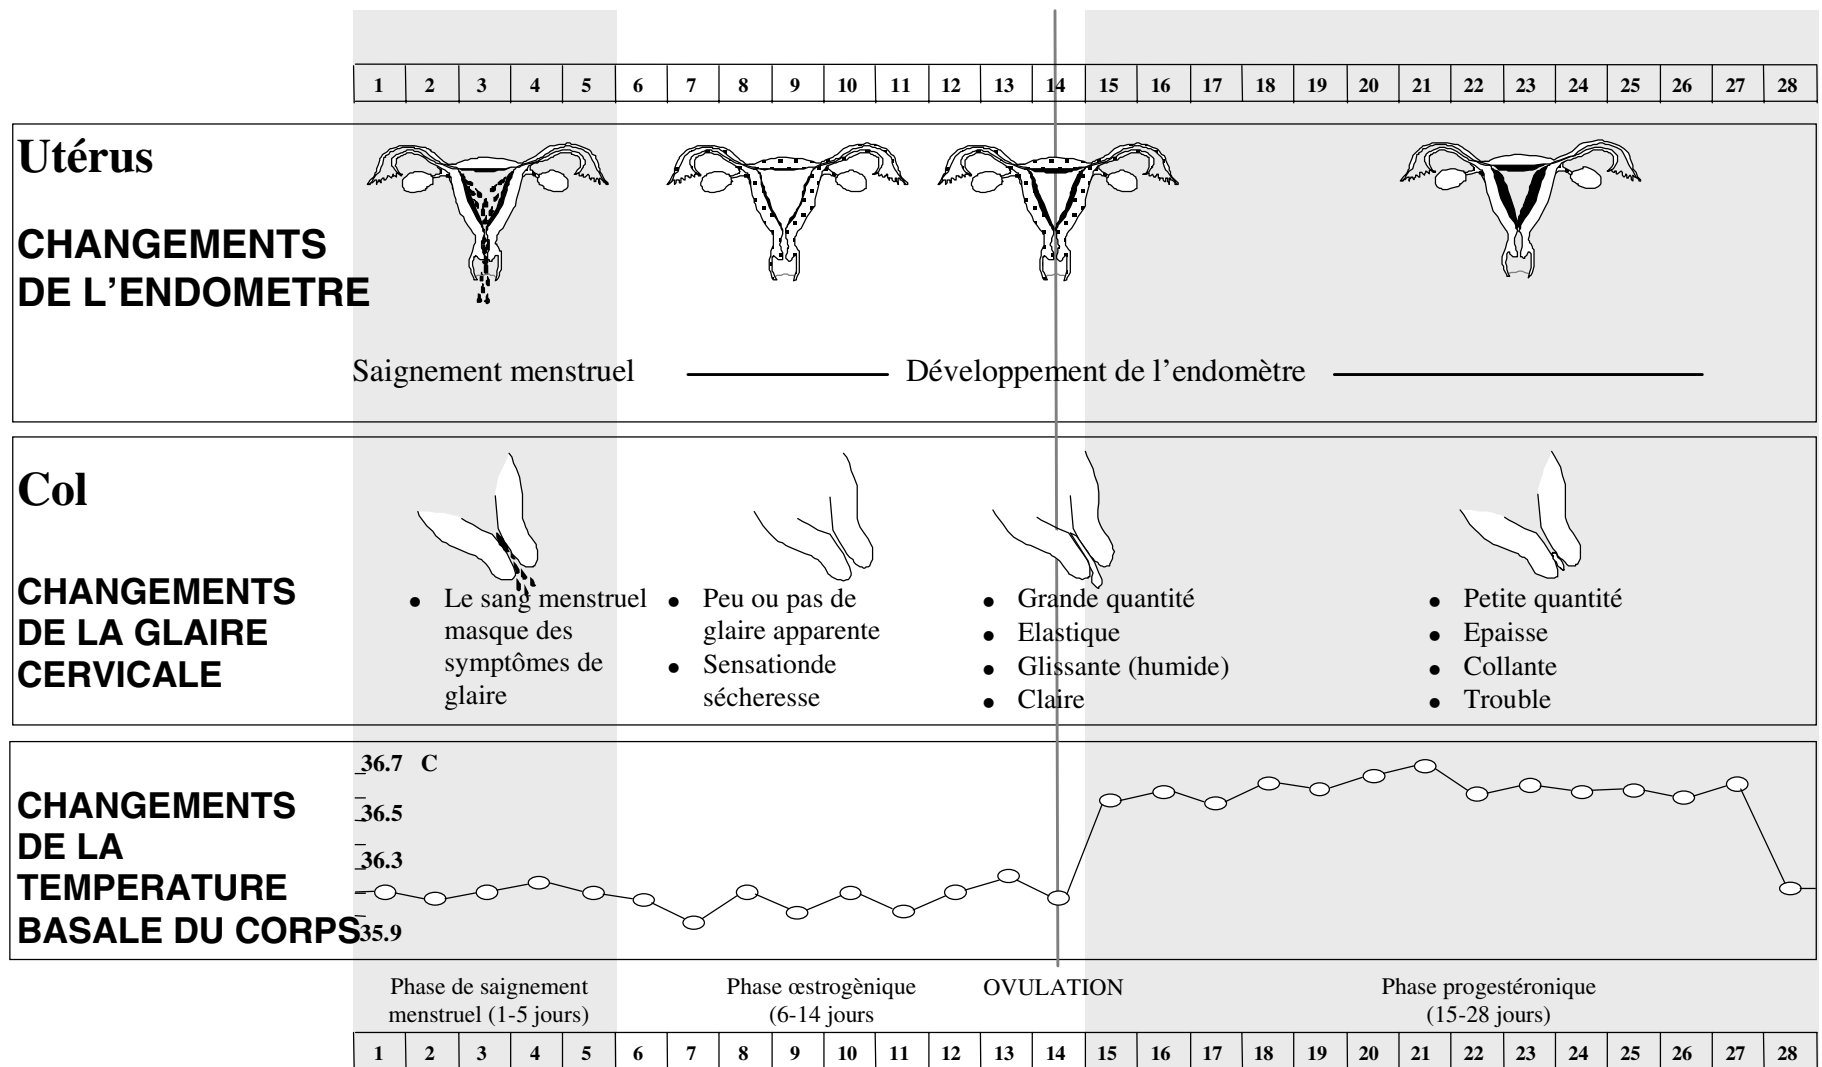 1 2 3 4 5 6 7 8 9 10 11 12 13 14 15 16 17 18 19 20 21 22 23 24 25 26 27 28
Utérus
CHANGEMENTS
DE L’ENDOMETRE
Saignement menstruel
Développement de l’endomètre
Col
CHANGEMENTS
DE LA GLAIRE
CERVICALE
• Le sang menstruel
masque des
symptômes de
glaire
• Peu ou pas de
glaire apparente
• Sensationde
sécheresse
• Grande quantité
• Elastique
• Glissante (humide)
• Claire
• Petite quantité
• Epaisse
• Collante
• Trouble
CHANGEMENTS
DE LA
TEMPERATURE
BASALE DU CORPS
36.7 C
36.5
36.3
35.9
Phase de saignement
menstruel (1-5 jours)
Phase œstrogènique
(6-14 jours
OVULATION
Phase progestéronique
(15-28 jours)
1 2 3 4 5 6 7 8 9 10 11 12 13 14 15 16 17 18 19 20 21 22 23 24 25 26 27 28